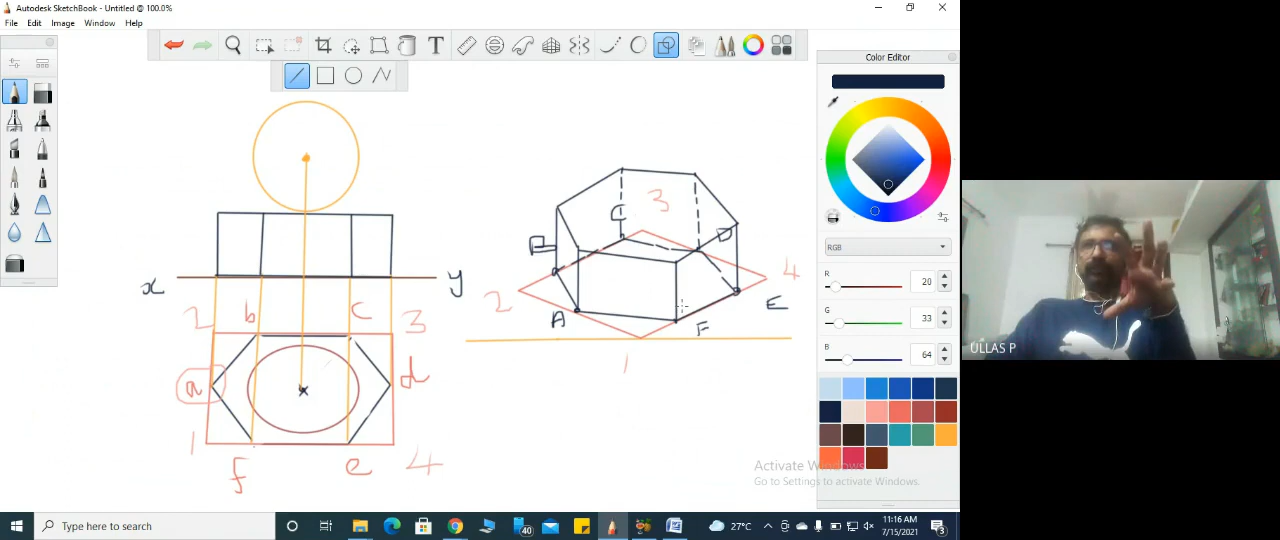 Autodesk SketchBook - Untitled @ 100.0%
File Edit Image Window Help
T
Color Editor
RGB
R 20
G 33
B 64
x y
2 b c 3
a d
1 f e 4
3
C
B D
2 4
A F E
1
ULLAS P
Activate Windows
Go to Settings to activate Windows.
Type here to search
40
27°C
11:16 AM
7/15/2021
3